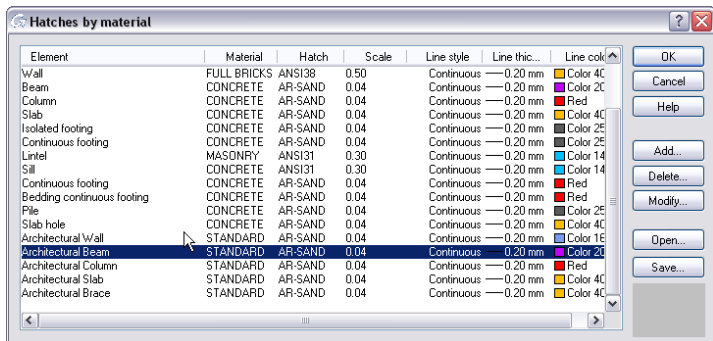 Hatches by material
Element Material Hatch Scale Line style Line thic... Line colo
Wall FULL BRICKS ANSI38 0.50 Continuous 0.20 mm Color 40
Beam CONCRETE AR-SAND 0.04 Continuous 0.20 mm Color 20
Column CONCRETE AR-SAND 0.04 Continuous 0.20 mm Red
Slab CONCRETE AR-SAND 0.04 Continuous 0.20 mm Color 40
Isolated footing CONCRETE AR-SAND 0.04 Continuous 0.20 mm Color 25
Continuous footing CONCRETE AR-SAND 0.04 Continuous 0.20 mm Color 25
Lintel MASONRY ANSI31 0.30 Continuous 0.20 mm Color 14
Sill CONCRETE ANSI31 0.30 Continuous 0.20 mm Color 14
Continuous footing CONCRETE AR-SAND 0.04 Continuous 0.20 mm Red
Bedding continuous footing CONCRETE AR-SAND 0.04 Continuous 0.20 mm Red
Pile CONCRETE AR-SAND 0.04 Continuous 0.20 mm Color 25
Slab hole CONCRETE AR-SAND 0.04 Continuous 0.20 mm Color 40
Architectural Wall STANDARD AR-SAND 0.04 Continuous 0.20 mm Color 16
Architectural Beam STANDARD AR-SAND 0.04 Continuous 0.20 mm Color 20
Architectural Column STANDARD AR-SAND 0.04 Continuous 0.20 mm Red
Architectural Slab STANDARD AR-SAND 0.04 Continuous 0.20 mm Color 40
Architectural Brace STANDARD AR-SAND 0.04 Continuous 0.20 mm Color 40
OK
Cancel
Help
Add...
Delete...
Modify...
Open...
Save...